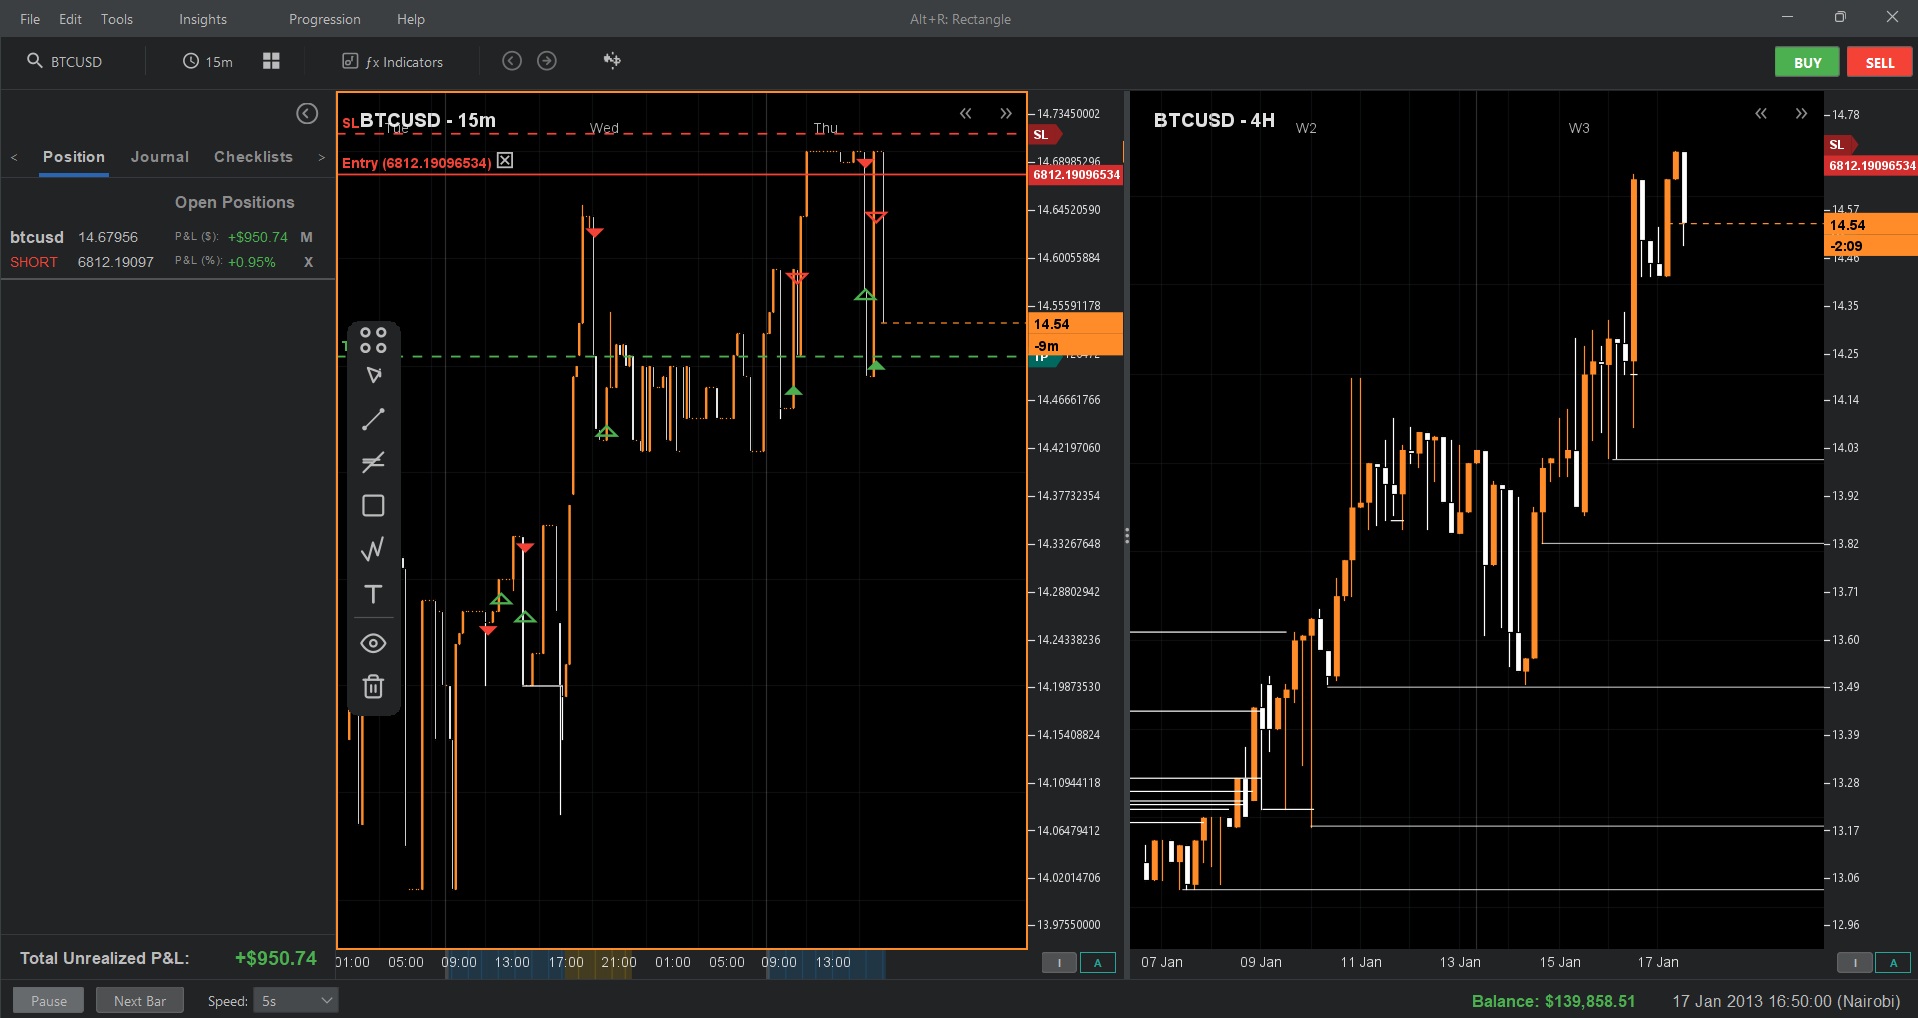 File Edit Tools Insights Progression Help Alt+R: Rectangle
BTCUSD 15m ƒx Indicators BUY SELL
< Position Journal Checklists >
Open Positions
btcusd 14.67956 P&L ($): +$950.74 M
SHORT 6812.19097 P&L (%): +0.95% X
Total Unrealized P&L: +$950.74
SL BTCUSD - 15m
Tue Wed Thu
Entry (6812.19096534)
T
14.73450002
SL
14.68985296
6812.19096534
14.64520590
14.60055884
14.55591178
14.54
-9m
TP
14.46661766
14.42197060
14.37732354
14.33267648
14.28802942
14.24338236
14.19873530
14.15408824
14.10944118
14.06479412
14.02014706
13.97550000
01:00 05:00 09:00 13:00 17:00 21:00 01:00 05:00 09:00 13:00
I A
BTCUSD - 4H W2 W3
14.78
SL
6812.19096534
14.57
14.54
-2:09
14.46
14.35
14.25
14.14
14.03
13.92
13.82
13.71
13.60
13.49
13.39
13.28
13.17
13.06
12.96
07 Jan 09 Jan 11 Jan 13 Jan 15 Jan 17 Jan
I A
Pause Next Bar Speed: 5s Balance: $139,858.51 17 Jan 2013 16:50:00 (Nairobi)